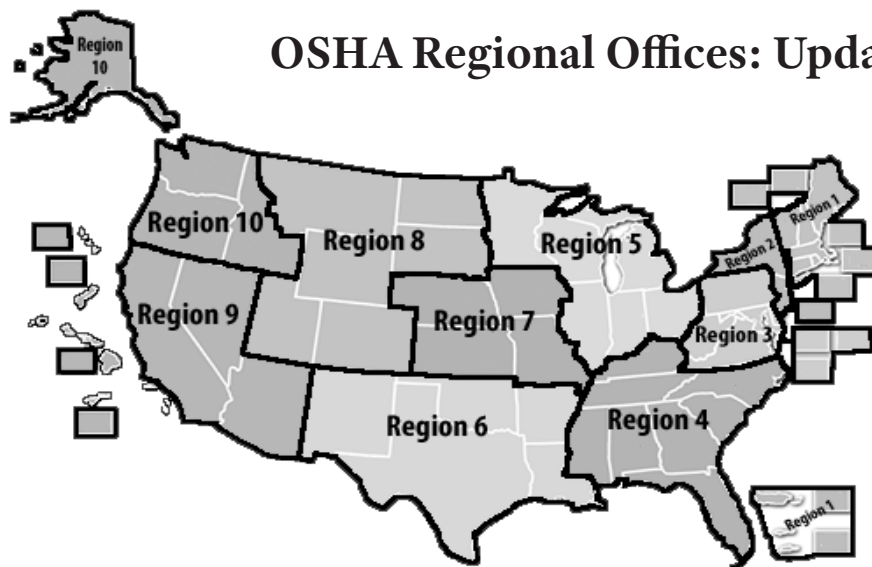 Region
10
OSHA Regional Offices: Upda
Region 1
Region 10
Region 8
Region 5
Region 2
Region 9
Region 7
Region 3
Region 6
Region 4
Region 1